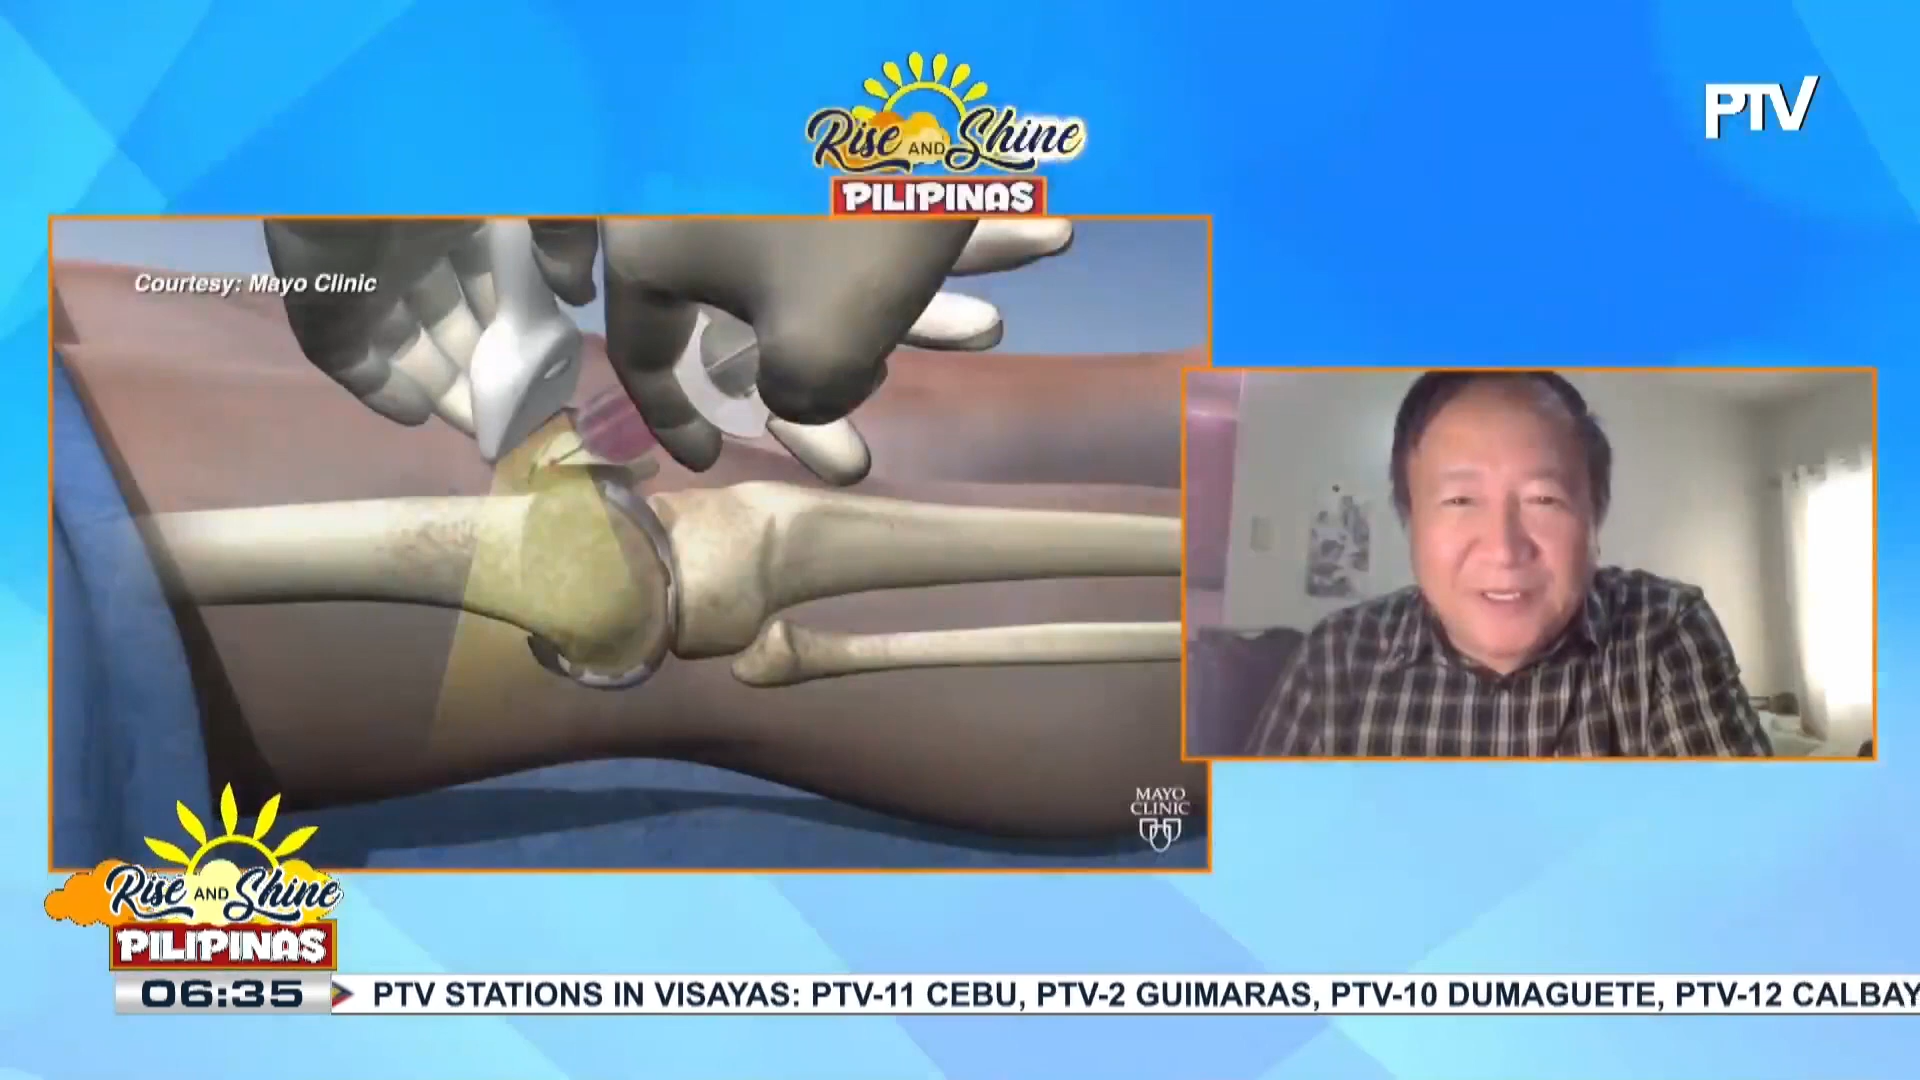 Rise AND Shine
PILIPINAS
PTV
Courtesy: Mayo Clinic
MAYO
CLINIC
Rise AND Shine
PILIPINAS
06:35
PTV STATIONS IN VISAYAS: PTV-11 CEBU, PTV-2 GUIMARAS, PTV-10 DUMAGUETE, PTV-12 CALBAY